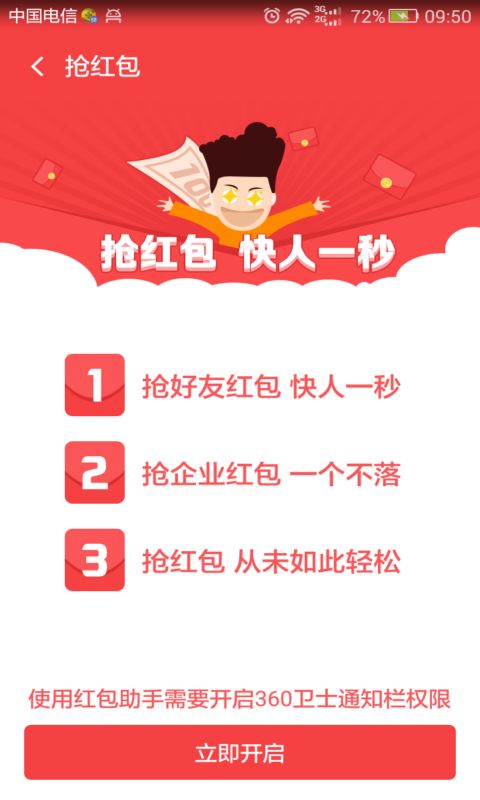 中国电信 3G 2G 72% 09:50
抢红包
100
抢红包 快人一秒
1 抢好友红包 快人一秒
2 抢企业红包 一个不落
3 抢红包 从未如此轻松
使用红包助手需要开启360卫士通知栏权限
立即开启